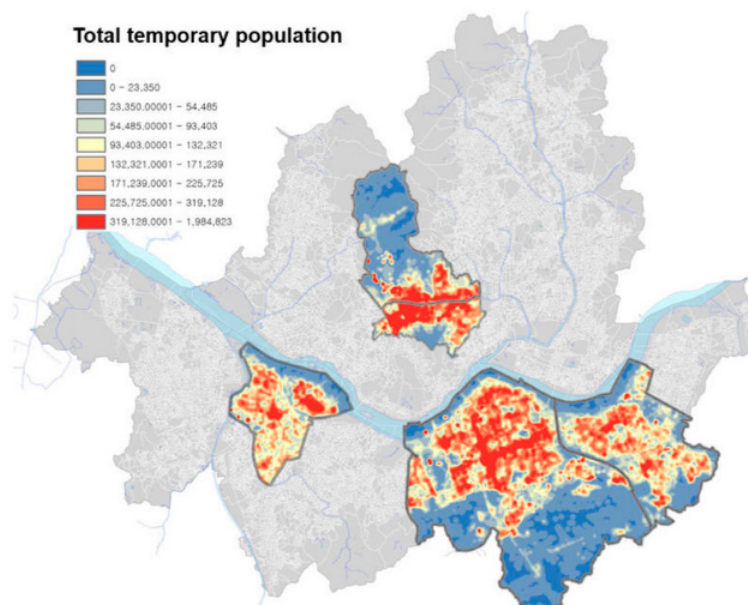 Total temporary population
0
0 - 23,350
23,350.00001 - 54,485
54,485.00001 - 93,403
93,403.00001 - 132,321
132,321.0001 - 171,239
171,239.0001 - 225,725
225,725.0001 - 319,128
319,128.0001 - 1,984,823